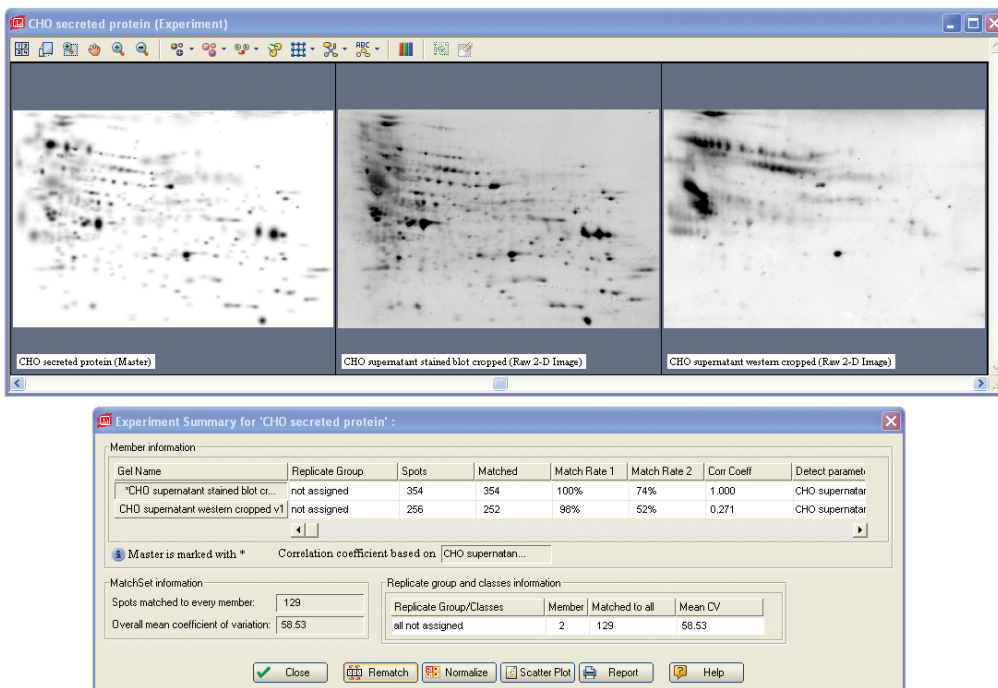 CHO secreted protein (Experiment)
ABC
CHO secreted protein (Master)
CHO supernatant stained blot cropped (Raw 2-D Image)
CHO supernatant western cropped (Raw 2-D Image)
Experiment Summary for 'CHO secreted protein' :
Member information
Gel Name Replicate Group Spots Matched Match Rate 1 Match Rate 2 Corr Coeff Detect paramete
*CHO supernatant stained blot cr... not assigned 354 354 100% 74% 1.000 CHO supernatar
CHO supernatant western cropped v1 not assigned 256 252 98% 52% 0.271 CHO supernatar
Master is marked with * Correlation coefficient based on CHO supernatan...
MatchSet information
Spots matched to every member: 129
Overall mean coefficient of variation: 58.53
Replicate group and classes information
Replicate Group/Classes Member Matched to all Mean CV
all not assigned 2 129 58.53
Close Rematch Normalize Scatter Plot Report Help